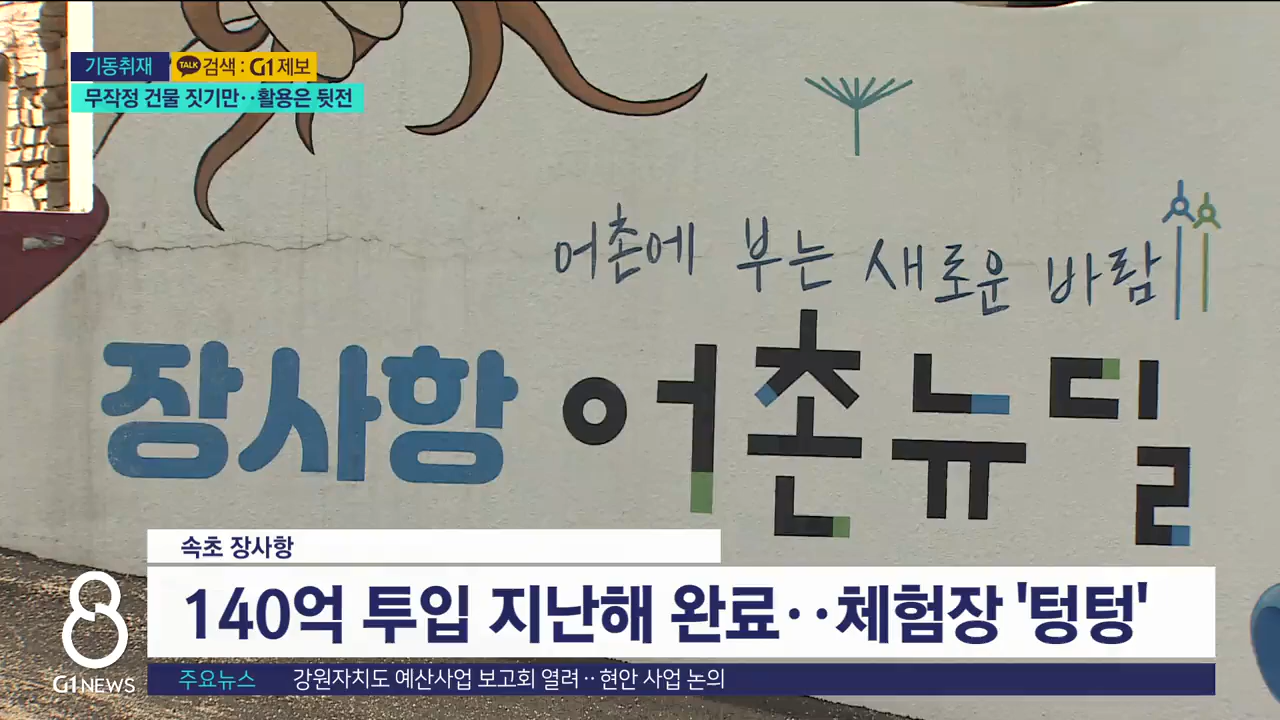 기동취재 TALK 검색 : G1 제보
무작정 건물 짓기만‥활용은 뒷전
어촌에 부는 새로운 바람
장사항 어촌뉴딜
속초 장사항
140억 투입 지난해 완료‥체험장 '텅텅'
8
G1 NEWS
주요뉴스 강원자치도 예산사업 보고회 열려‥현안 사업 논의